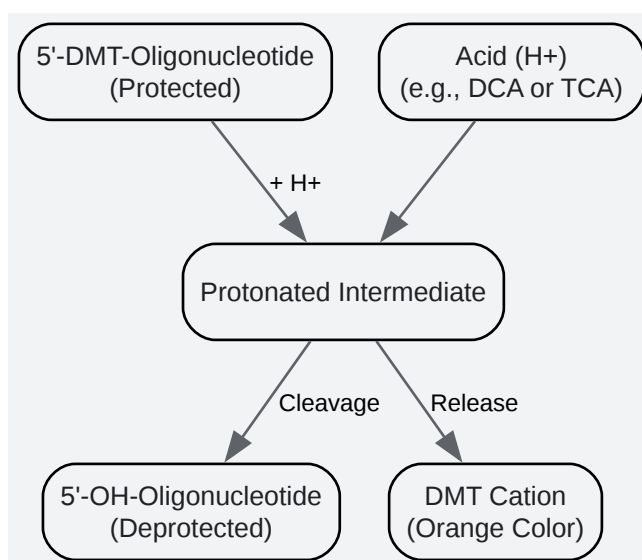 5'-DMT-Oligonucleotide
(Protected)
Acid (H+)
(e.g., DCA or TCA)
+ H+
Protonated Intermediate
Cleavage
Release
5'-OH-Oligonucleotide
(Deprotected)
DMT Cation
(Orange Color)